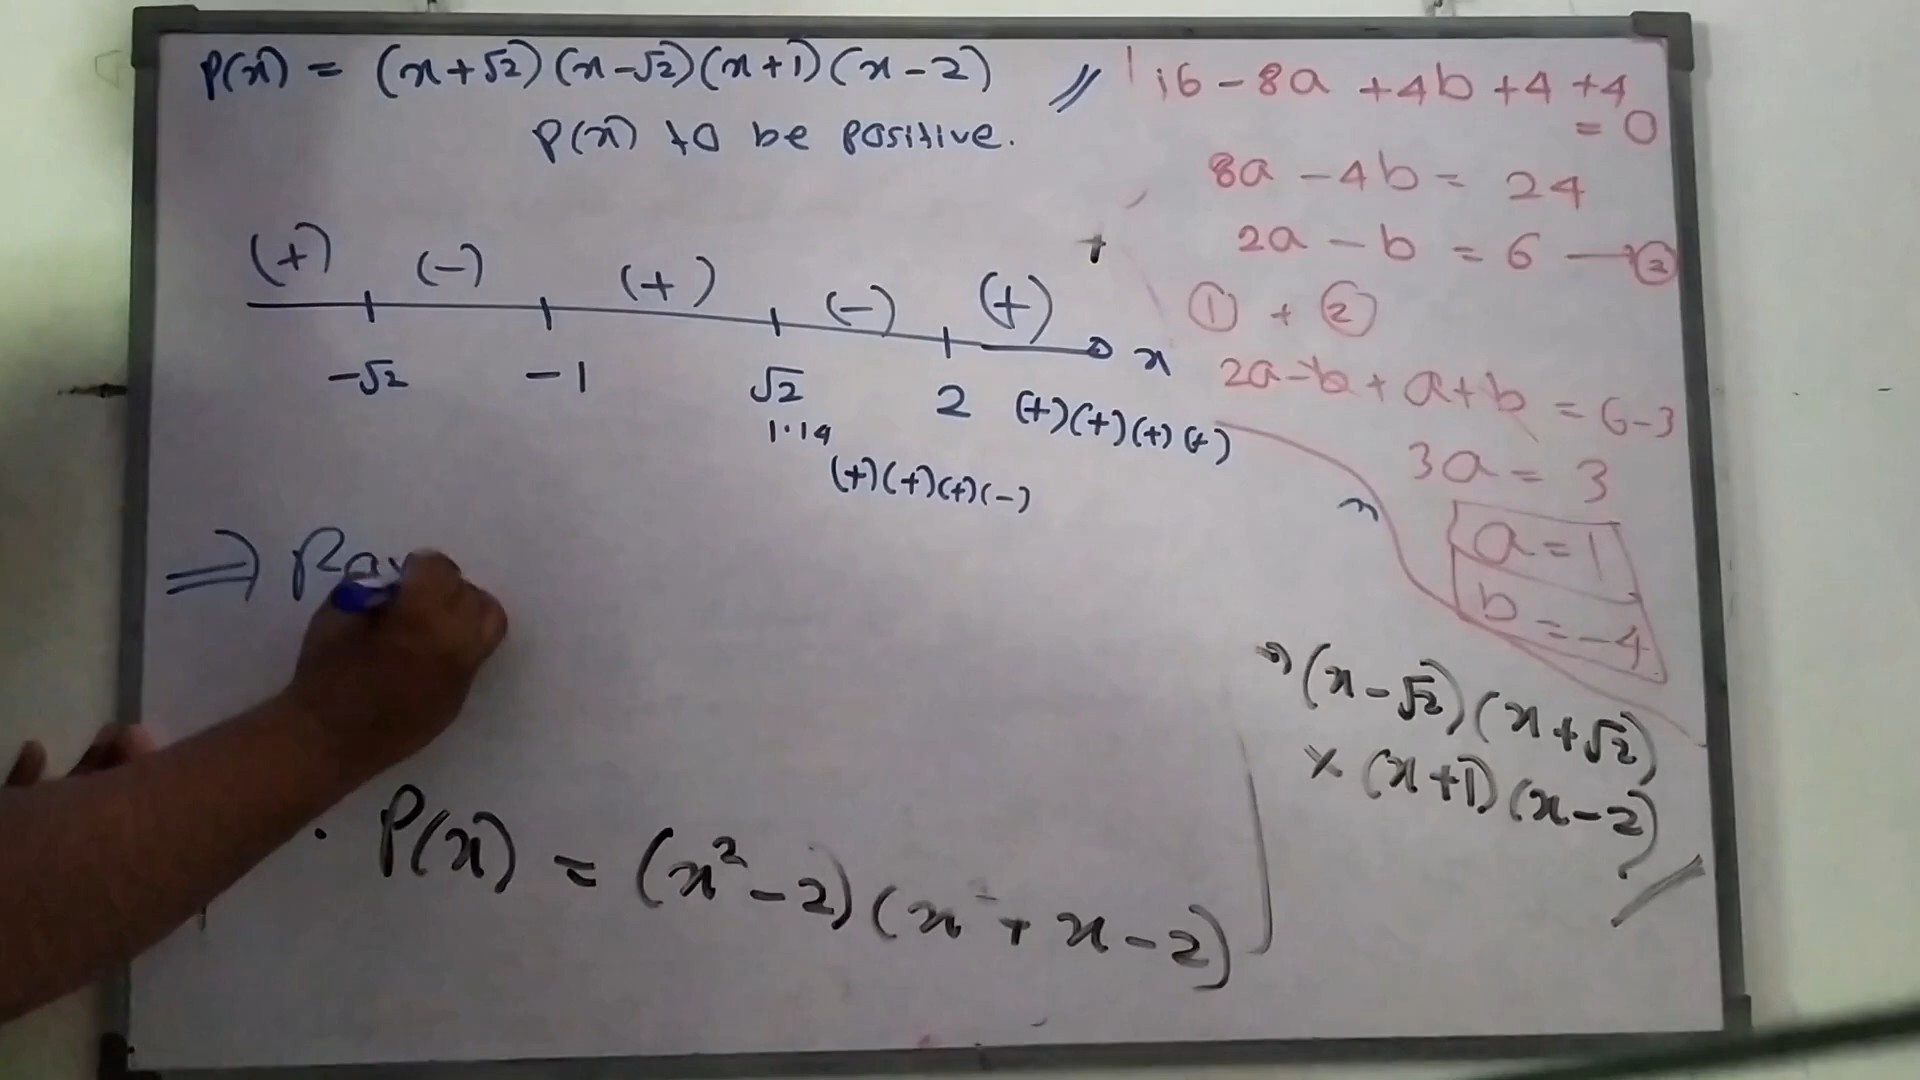 P(x) = (x+√2)(x-√2)(x+1)(x-2) //
P(x) to be positive.
(+) (-) (+) (-) (+)
-√2 -1 √2 2 x
1.14
(+)(+)(+)(+)
(+)(+)(+)(-)
⇒
P(x) = (x²-2)(x²+x-2)
16-8a+4b+4+4
= 0
8a-4b= 24
2a-b = 6 —②
① + ②
2a-b+a+b = 6-3
3a= 3
a=1
b=-4
⇒(x-√2)(x+√2)
×(x+1)(x-2)